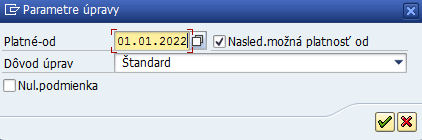 Parametre úpravy
Platné-od 01.01.2022 Nasled.možná platnosť od
Dôvod úprav Štandard
Nul.podmienka